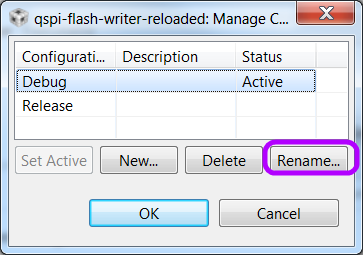 qspi-flash-writer-reloaded: Manage C...
Configurati... Description Status
Debug Active
Release
Set Active New... Delete Rename...
OK Cancel